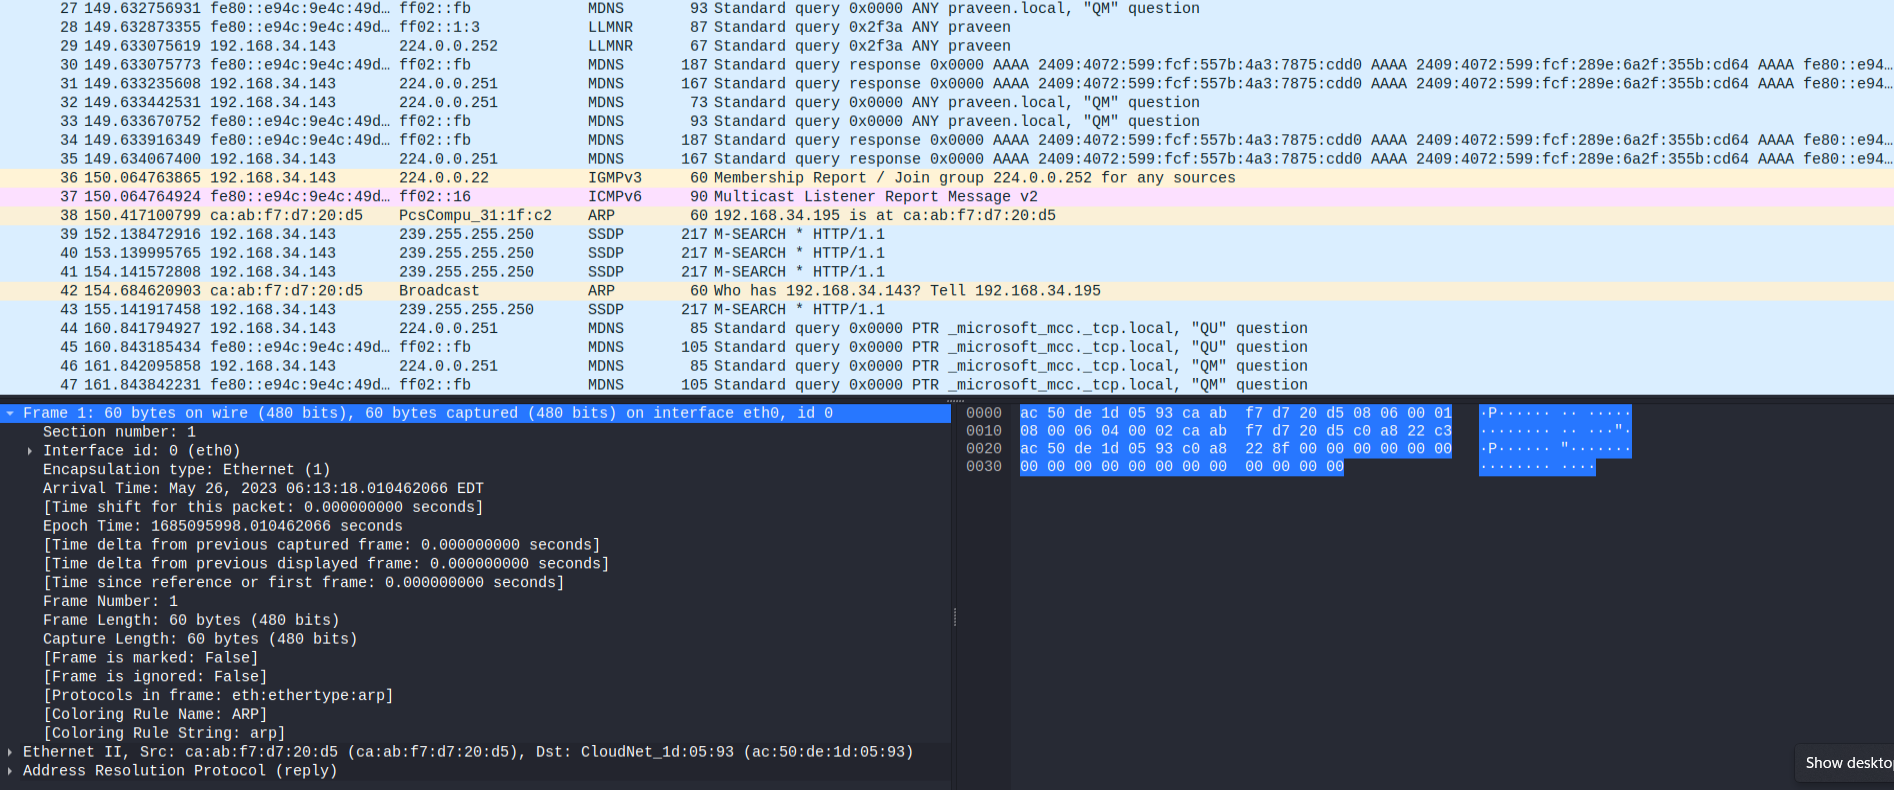 27 149.632756931 fe80::e94c:9e4c:49d… ff02::fb MDNS 93 Standard query 0x0000 ANY praveen.local, "QM" question
28 149.632873355 fe80::e94c:9e4c:49d… ff02::1:3 LLMNR 87 Standard query 0x2f3a ANY praveen
29 149.633075619 192.168.34.143 224.0.0.252 LLMNR 67 Standard query 0x2f3a ANY praveen
30 149.633075773 fe80::e94c:9e4c:49d… ff02::fb MDNS 187 Standard query response 0x0000 AAAA 2409:4072:599:fcf:557b:4a3:7875:cdd0 AAAA 2409:4072:599:fcf:289e:6a2f:355b:cd64 AAAA fe80::e94…
31 149.633235608 192.168.34.143 224.0.0.251 MDNS 167 Standard query response 0x0000 AAAA 2409:4072:599:fcf:557b:4a3:7875:cdd0 AAAA 2409:4072:599:fcf:289e:6a2f:355b:cd64 AAAA fe80::e94…
32 149.633442531 192.168.34.143 224.0.0.251 MDNS 73 Standard query 0x0000 ANY praveen.local, "QM" question
33 149.633670752 fe80::e94c:9e4c:49d… ff02::fb MDNS 93 Standard query 0x0000 ANY praveen.local, "QM" question
34 149.633916349 fe80::e94c:9e4c:49d… ff02::fb MDNS 187 Standard query response 0x0000 AAAA 2409:4072:599:fcf:557b:4a3:7875:cdd0 AAAA 2409:4072:599:fcf:289e:6a2f:355b:cd64 AAAA fe80::e94…
35 149.634067400 192.168.34.143 224.0.0.251 MDNS 167 Standard query response 0x0000 AAAA 2409:4072:599:fcf:557b:4a3:7875:cdd0 AAAA 2409:4072:599:fcf:289e:6a2f:355b:cd64 AAAA fe80::e94…
36 150.064763865 192.168.34.143 224.0.0.22 IGMPv3 60 Membership Report / Join group 224.0.0.252 for any sources
37 150.064764924 fe80::e94c:9e4c:49d… ff02::16 ICMPv6 90 Multicast Listener Report Message v2
38 150.417100799 ca:ab:f7:d7:20:d5 PcsCompu_31:1f:c2 ARP 60 192.168.34.195 is at ca:ab:f7:d7:20:d5
39 152.138472916 192.168.34.143 239.255.255.250 SSDP 217 M-SEARCH * HTTP/1.1
40 153.139995765 192.168.34.143 239.255.255.250 SSDP 217 M-SEARCH * HTTP/1.1
41 154.141572808 192.168.34.143 239.255.255.250 SSDP 217 M-SEARCH * HTTP/1.1
42 154.684620903 ca:ab:f7:d7:20:d5 Broadcast ARP 60 Who has 192.168.34.143? Tell 192.168.34.195
43 155.141917458 192.168.34.143 239.255.255.250 SSDP 217 M-SEARCH * HTTP/1.1
44 160.841794927 192.168.34.143 224.0.0.251 MDNS 85 Standard query 0x0000 PTR _microsoft_mcc._tcp.local, "QU" question
45 160.843185434 fe80::e94c:9e4c:49d… ff02::fb MDNS 105 Standard query 0x0000 PTR _microsoft_mcc._tcp.local, "QU" question
46 161.842095858 192.168.34.143 224.0.0.251 MDNS 85 Standard query 0x0000 PTR _microsoft_mcc._tcp.local, "QM" question
47 161.843842231 fe80::e94c:9e4c:49d… ff02::fb MDNS 105 Standard query 0x0000 PTR _microsoft_mcc._tcp.local, "QM" question
Frame 1: 60 bytes on wire (480 bits), 60 bytes captured (480 bits) on interface eth0, id 0
Section number: 1
Interface id: 0 (eth0)
Encapsulation type: Ethernet (1)
Arrival Time: May 26, 2023 06:13:18.010462066 EDT
[Time shift for this packet: 0.000000000 seconds]
Epoch Time: 1685095998.010462066 seconds
[Time delta from previous captured frame: 0.000000000 seconds]
[Time delta from previous displayed frame: 0.000000000 seconds]
[Time since reference or first frame: 0.000000000 seconds]
Frame Number: 1
Frame Length: 60 bytes (480 bits)
Capture Length: 60 bytes (480 bits)
[Frame is marked: False]
[Frame is ignored: False]
[Protocols in frame: eth:ethertype:arp]
[Coloring Rule Name: ARP]
[Coloring Rule String: arp]
Ethernet II, Src: ca:ab:f7:d7:20:d5 (ca:ab:f7:d7:20:d5), Dst: CloudNet_1d:05:93 (ac:50:de:1d:05:93)
Address Resolution Protocol (reply)
0000 ac 50 de 1d 05 93 ca ab f7 d7 20 d5 08 06 00 01 ·P······ ·· ·····
0010 08 00 06 04 00 02 ca ab f7 d7 20 d5 c0 a8 22 c3 ········ ·· ···"·
0020 ac 50 de 1d 05 93 c0 a8 22 8f 00 00 00 00 00 00 ·P······ "·······
0030 00 00 00 00 00 00 00 00 00 00 00 00 ········ ····
Show deskto